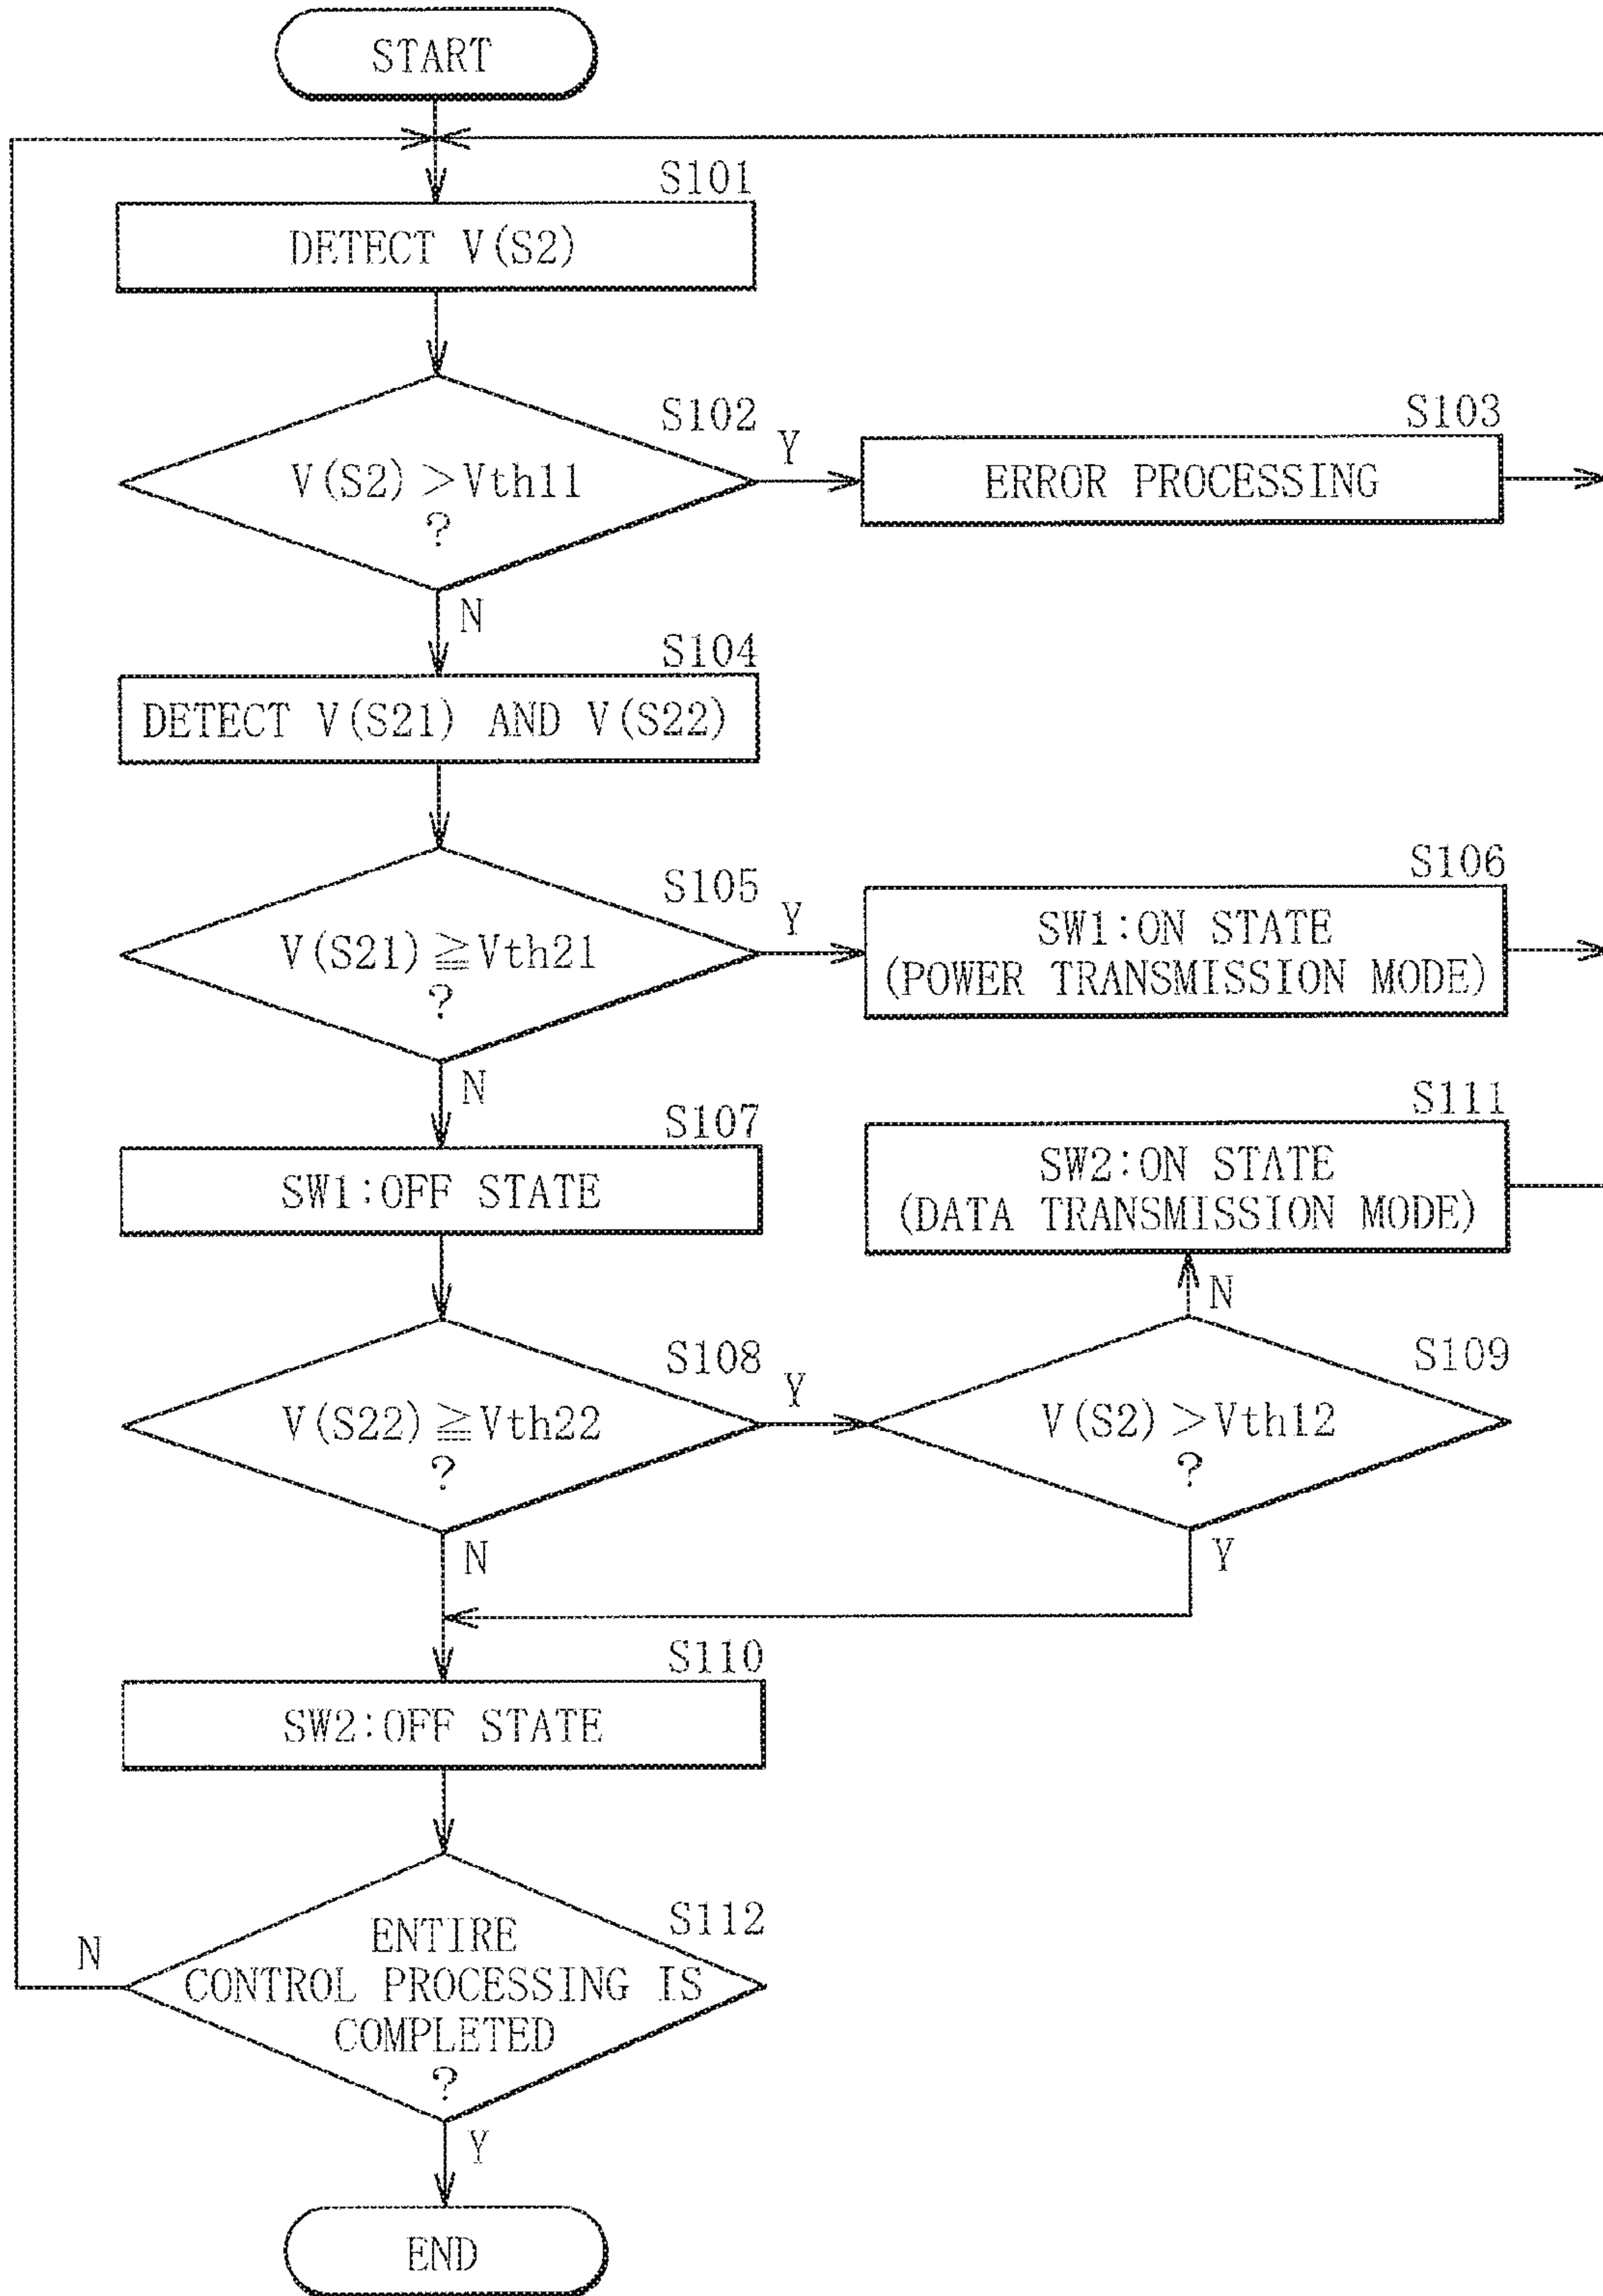 START
S101
DETECT V(S2)
S102
V(S2)>Vth11
?
Y
N
S103
ERROR PROCESSING
S104
DETECT V(S21) AND V(S22)
S105
V(S21)≧Vth21
?
Y
N
S106
SW1:ON STATE
(POWER TRANSMISSION MODE)
S107
SW1:OFF STATE
S111
SW2:ON STATE
(DATA TRANSMISSION MODE)
S108
V(S22)≧Vth22
?
Y
N
N
S109
V(S2)>Vth12
?
Y
S110
SW2:OFF STATE
S112
ENTIRE
CONTROL PROCESSING IS
COMPLETED
?
N
Y
END